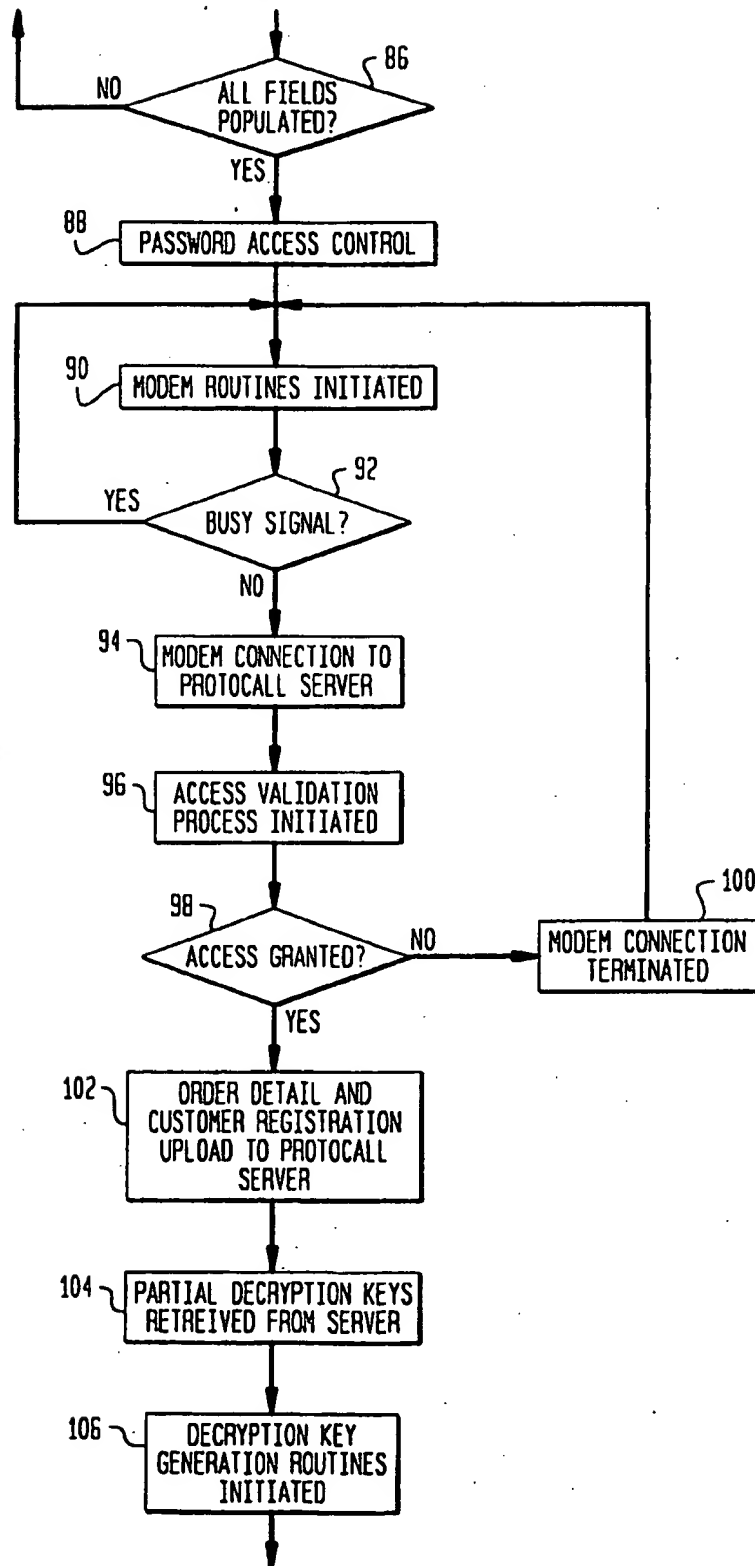 86
NO
ALL FIELDS
POPULATED?
YES
88
PASSWORD ACCESS CONTROL
90
MODEM ROUTINES INITIATED
92
YES
BUSY SIGNAL?
NO
94
MODEM CONNECTION TO
PROTOCALL SERVER
96
ACCESS VALIDATION
PROCESS INITIATED
98
ACCESS GRANTED?
NO
100
MODEM CONNECTION
TERMINATED
YES
102
ORDER DETAIL AND
CUSTOMER REGISTRATION
UPLOAD TO PROTOCALL
SERVER
104
PARTIAL DECRYPTION KEYS
RETREIVED FROM SERVER
106
DECRYPTION KEY
GENERATION ROUTINES
INITIATED